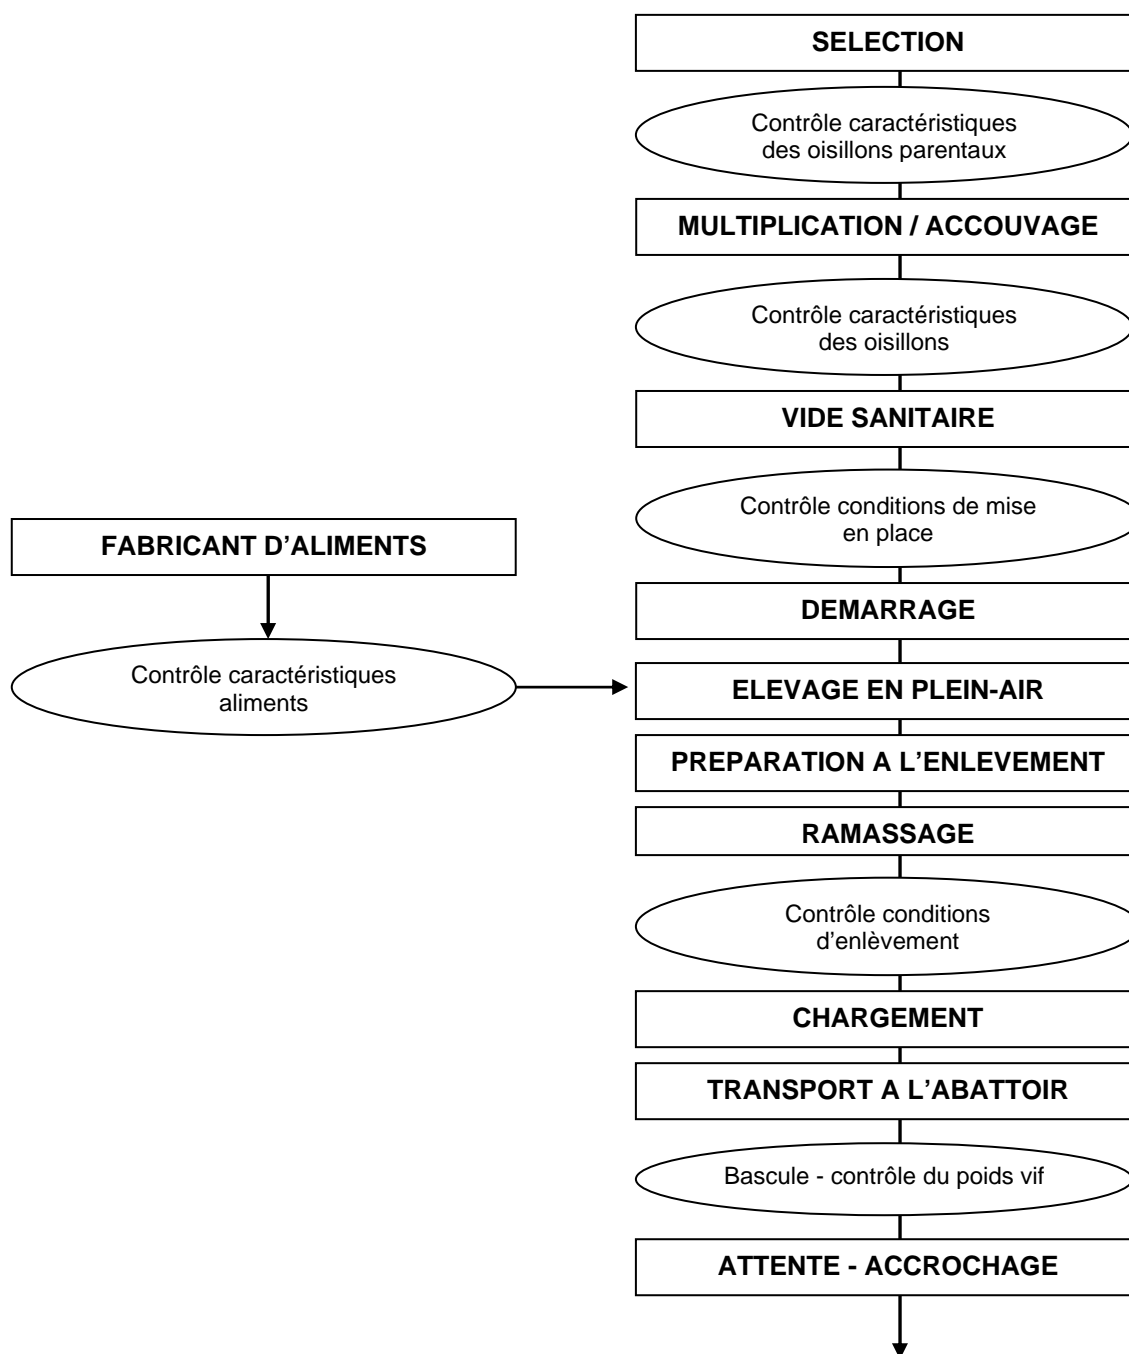 SELECTION
Contrôle caractéristiques
des oisillons parentaux
MULTIPLICATION / ACCOUVAGE
Contrôle caractéristiques
des oisillons
VIDE SANITAIRE
Contrôle conditions de mise
en place
FABRICANT D'ALIMENTS
DEMARRAGE
Contrôle caractéristiques
aliments
ELEVAGE EN PLEIN-AIR
PREPARATION A L'ENLEVEMENT
RAMASSAGE
Contrôle conditions
d'enlèvement
CHARGEMENT
TRANSPORT A L'ABATTOIR
Bascule - contrôle du poids vif
ATTENTE - ACCROCHAGE